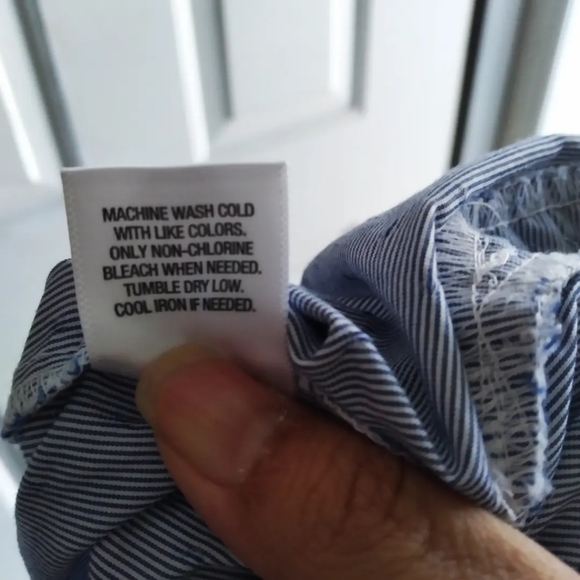 MACHINE WASH COLD
WITH LIKE COLORS.
ONLY NON-CHLORINE
BLEACH WHEN NEEDED.
TUMBLE DRY LOW.
COOL IRON IF NEEDED.